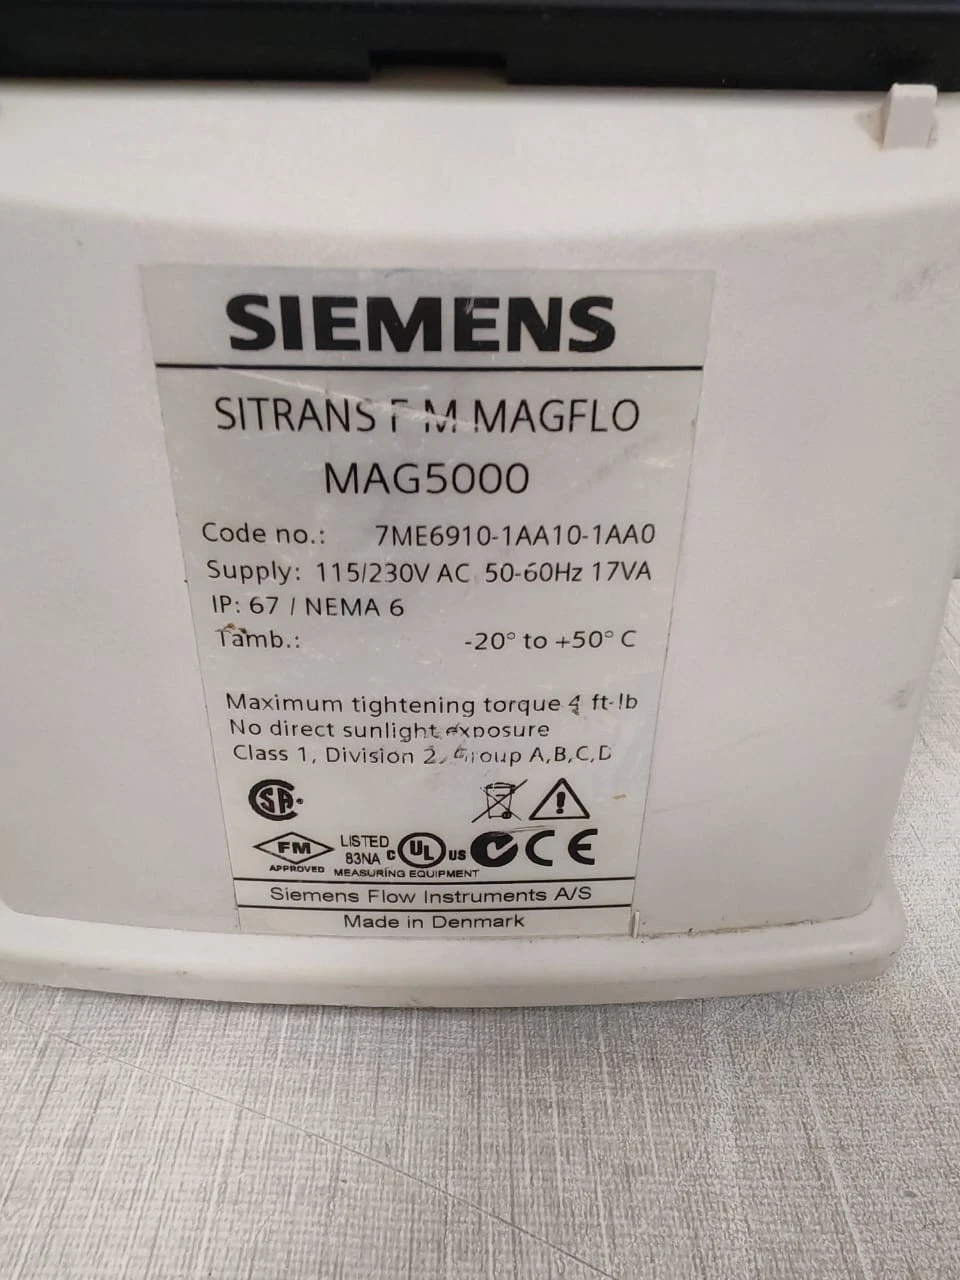 SIEMENS
SITRANS F M MAGFLO
MAG5000
Code no.: 7ME6910-1AA10-1AA0
Supply: 115/230V AC 50-60Hz 17VA
IP: 67 / NEMA 6
Tamb.: -20° to +50° C
Maximum tightening torque 4 ft-lb
No direct sunlight exposure
Class 1, Division 2, Group A,B,C,D
SA
FM
APPROVED
LISTED
83NA
C UL US
CE
MEASURING EQUIPMENT
Siemens Flow Instruments A/S
Made in Denmark